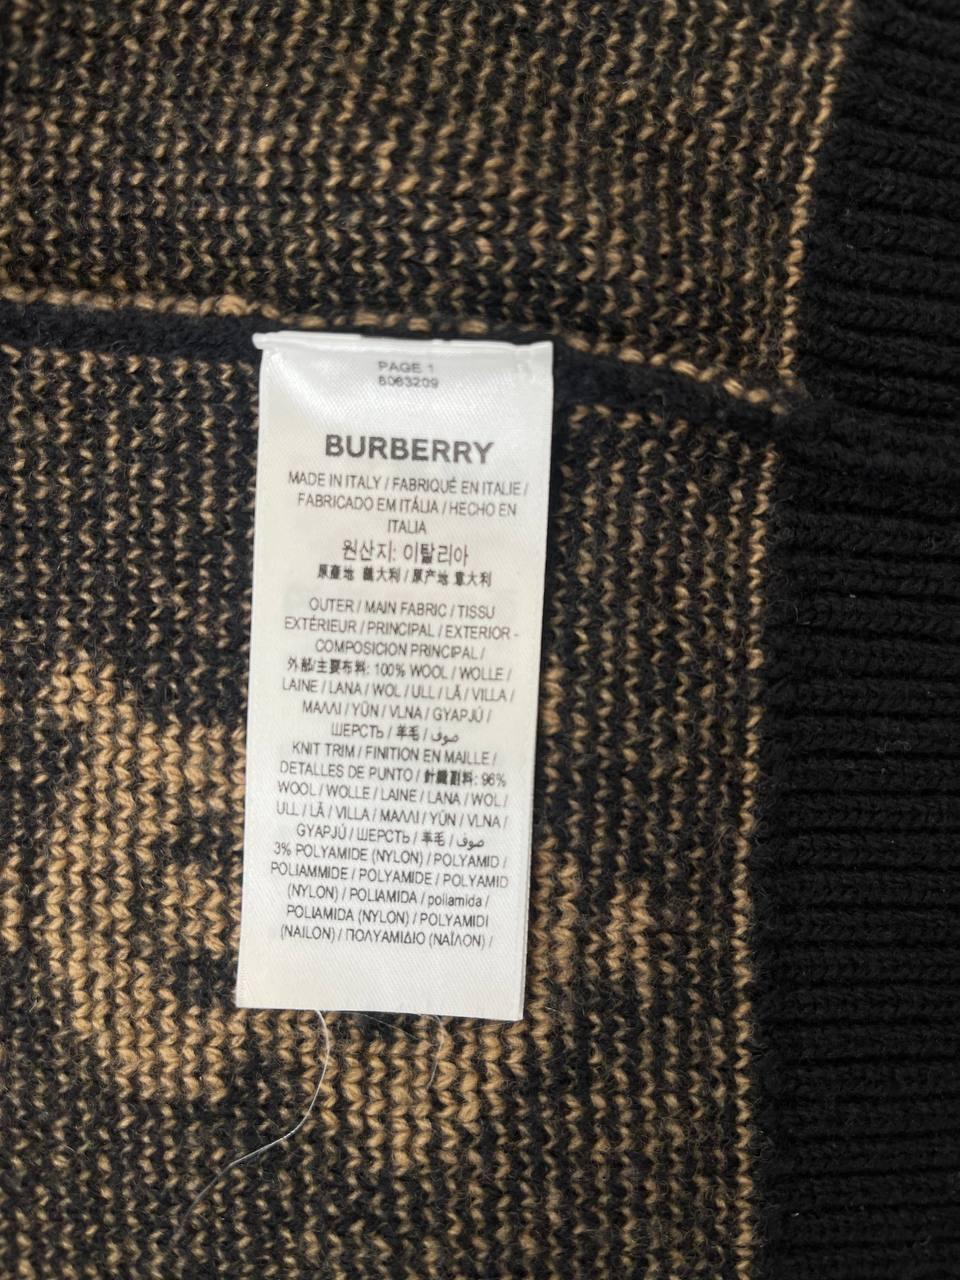 PAGE 1
8063209
BURBERRY
MADE IN ITALY / FABRIQUÉ EN ITALIE /
FABRICADO EM ITÁLIA / HECHO EN
ITALIA
원산지: 이탈리아
原產地 義大利 / 原产地 意大利
OUTER / MAIN FABRIC / TISSU
EXTÉRIEUR / PRINCIPAL / EXTERIOR -
COMPOSICION PRINCIPAL /
外部/主要布料: 100% WOOL / WOLLE /
LAINE / LANA / WOL / ULL / LÃ / VILLA /
ΜΑΛΛΙ / YÜN / VLNA / GYAPJÚ /
ШЕРСТЬ / 羊毛 / صوف /
KNIT TRIM / FINITION EN MAILLE /
DETALLES DE PUNTO / 針織副料: 96%
WOOL / WOLLE / LAINE / LANA / WOL /
ULL / LÃ / VILLA / ΜΑΛΛΙ / YÜN / VLNA /
GYAPJÚ / ШЕРСТЬ / 羊毛 / صوف
3% POLYAMIDE (NYLON) / POLYAMID /
POLIAMMIDE / POLYAMIDE / POLYAMID
(NYLON) / POLIAMIDA / poliamida /
POLIAMIDA (NYLON) / POLYAMIDI
(NAILON) / ΠΟΛΥΑΜΙΔΙΟ (ΝΑΪΛΟΝ) /